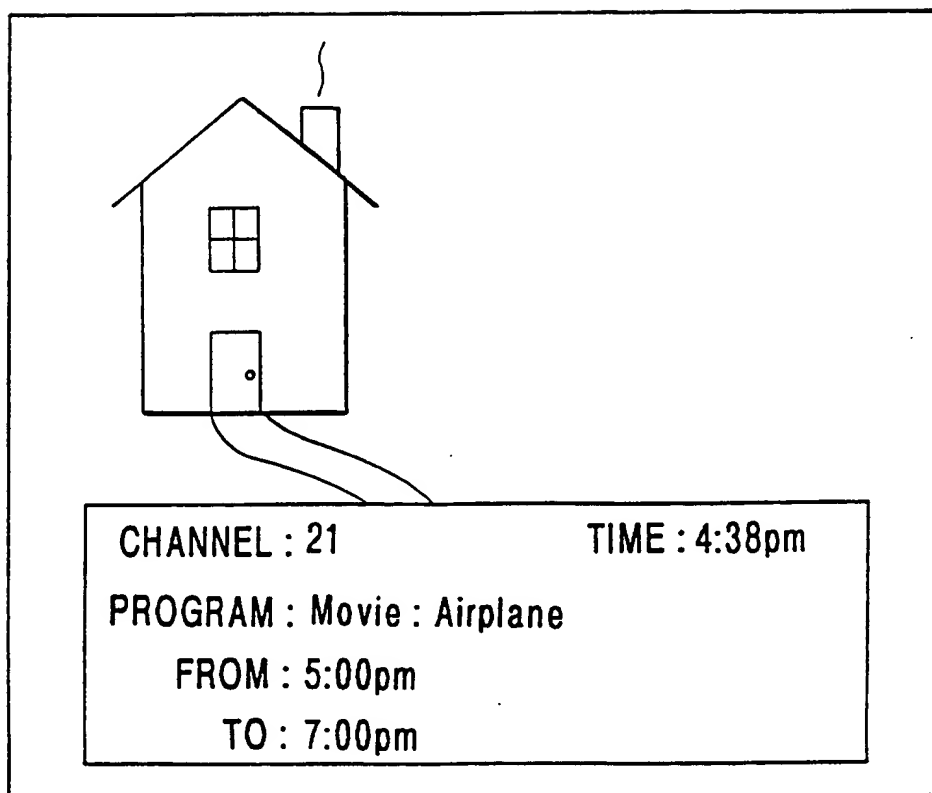 CHANNEL : 21 TIME : 4:38pm
PROGRAM : Movie : Airplane
FROM : 5:00pm
TO : 7:00pm